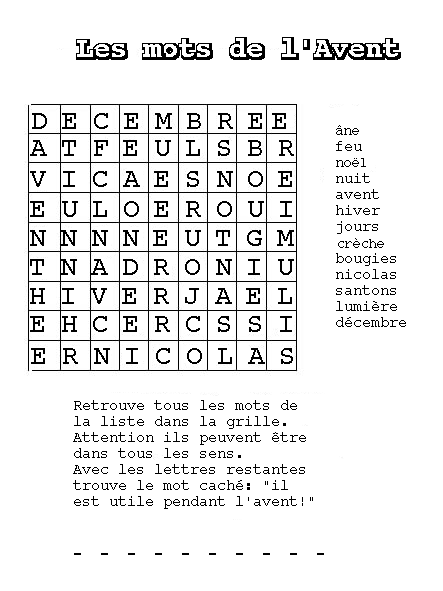 Les mots de l'Avent
D E C E M B R E E
A T F E U L S B R
V I C A E S N O E
E U L O E R O U I
N N N N E U T G M
T N A D R O N I U
H I V E R J A E L
E H C E R C S S I
E R N I C O L A S
âne
feu
noël
nuit
avent
hiver
jours
crèche
bougies
nicolas
santons
lumière
décembre
Retrouve tous les mots de
la liste dans la grille.
Attention ils peuvent être
dans tous les sens.
Avec les lettres restantes
trouve le mot caché: "il
est utile pendant l'avent!"
- - - - - - - - - -